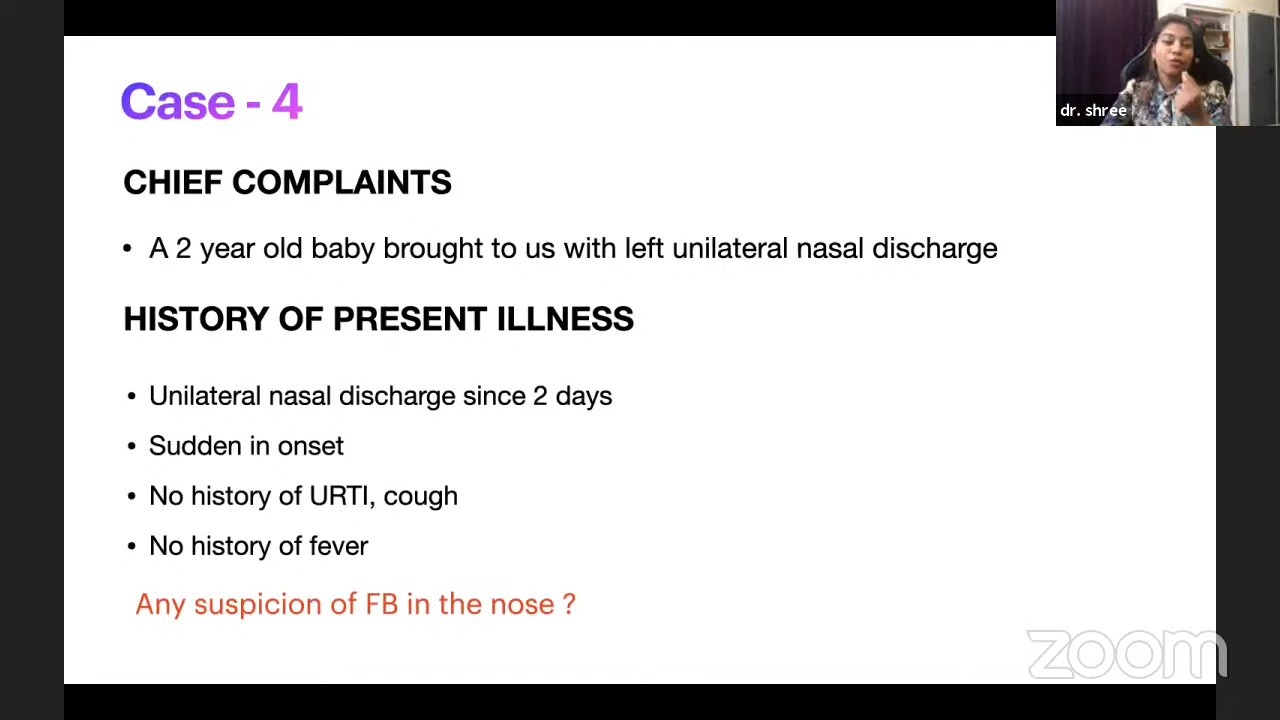 Case - 4
dr. shree
CHIEF COMPLAINTS
• A 2 year old baby brought to us with left unilateral nasal discharge
HISTORY OF PRESENT ILLNESS
• Unilateral nasal discharge since 2 days
• Sudden in onset
• No history of URTI, cough
• No history of fever
Any suspicion of FB in the nose ?
zoom